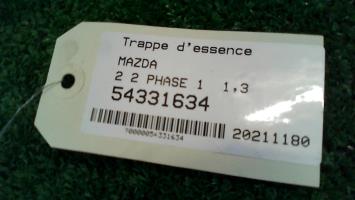 Trappe d'essence
MAZDA
2 2 PHASE 1 1,3
54331634
20211180